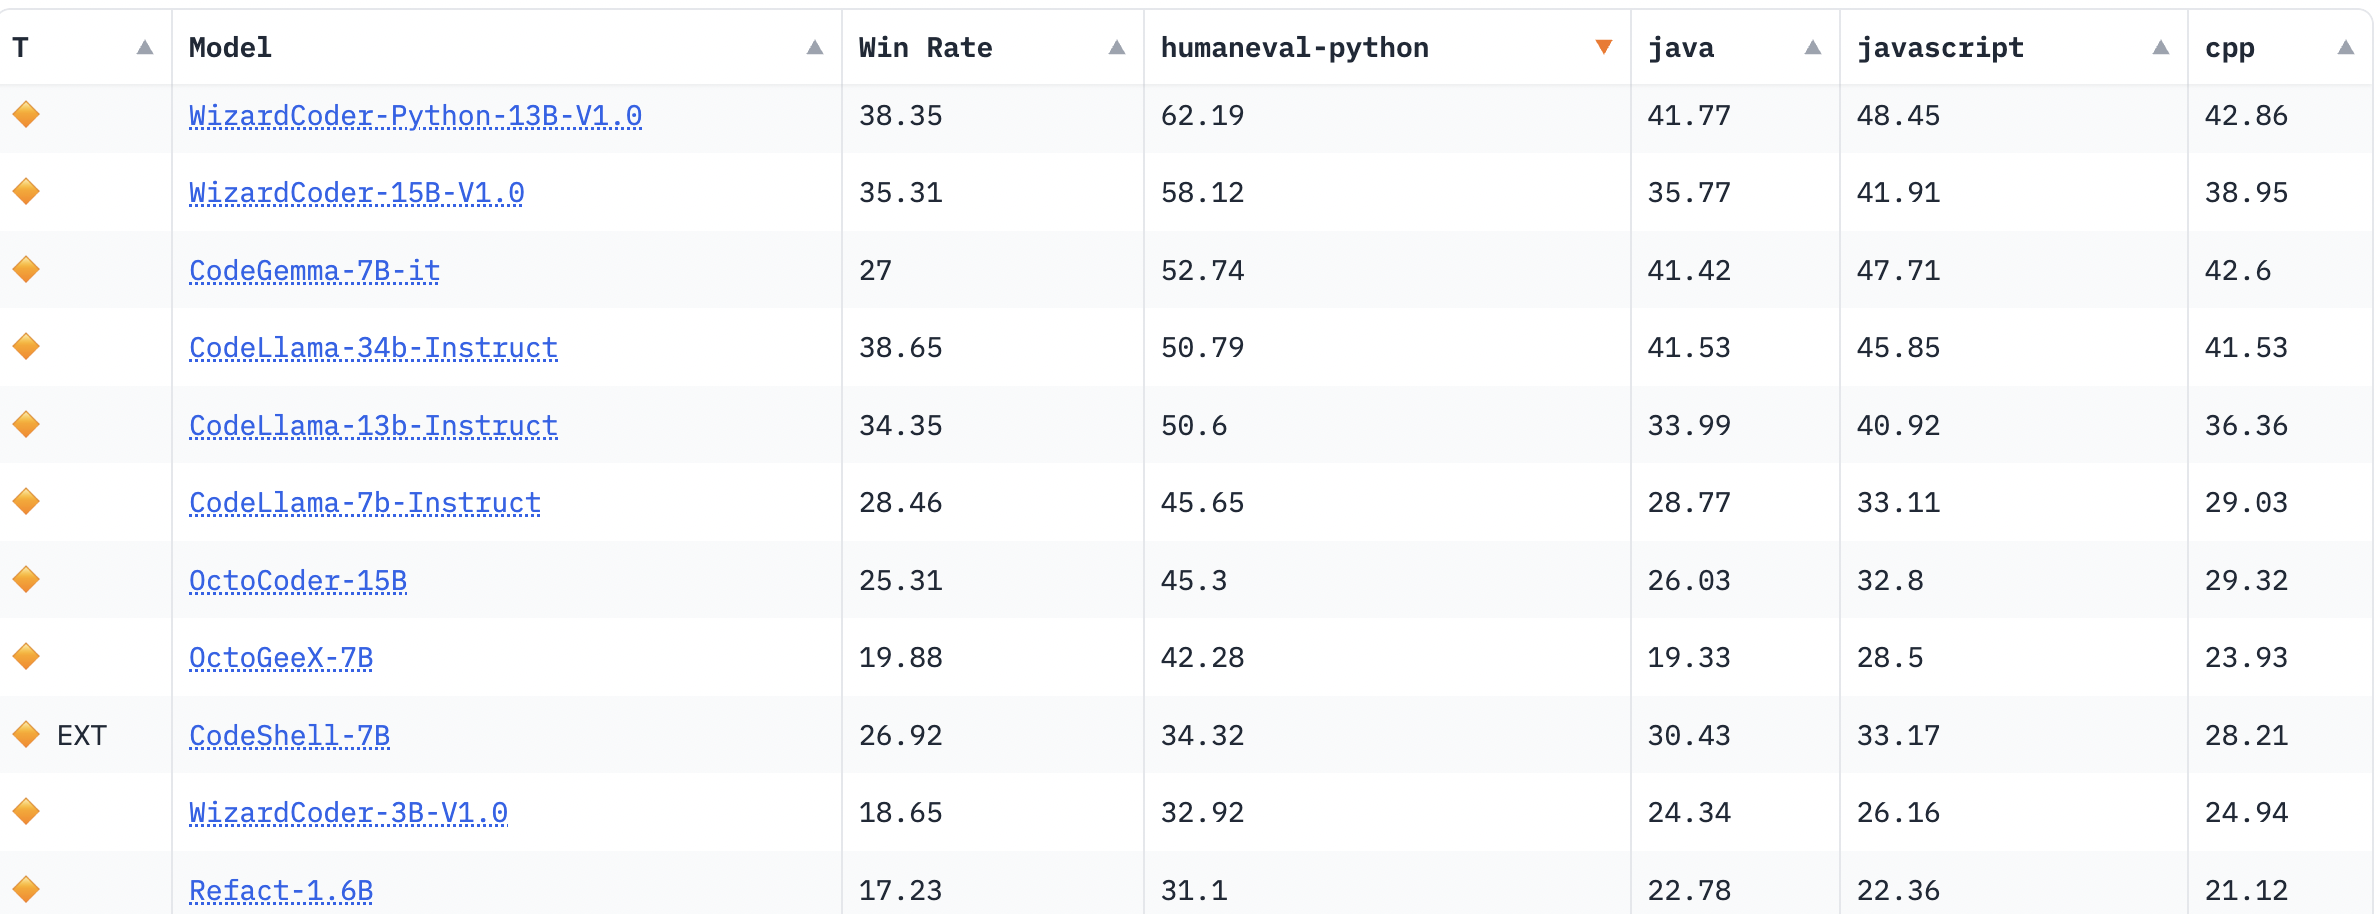 T Model Win Rate humaneval-python java javascript cpp
WizardCoder-Python-13B-V1.0 38.35 62.19 41.77 48.45 42.86
WizardCoder-15B-V1.0 35.31 58.12 35.77 41.91 38.95
CodeGemma-7B-it 27 52.74 41.42 47.71 42.6
CodeLlama-34b-Instruct 38.65 50.79 41.53 45.85 41.53
CodeLlama-13b-Instruct 34.35 50.6 33.99 40.92 36.36
CodeLlama-7b-Instruct 28.46 45.65 28.77 33.11 29.03
OctoCoder-15B 25.31 45.3 26.03 32.8 29.32
OctoGeeX-7B 19.88 42.28 19.33 28.5 23.93
EXT CodeShell-7B 26.92 34.32 30.43 33.17 28.21
WizardCoder-3B-V1.0 18.65 32.92 24.34 26.16 24.94
Refact-1.6B 17.23 31.1 22.78 22.36 21.12